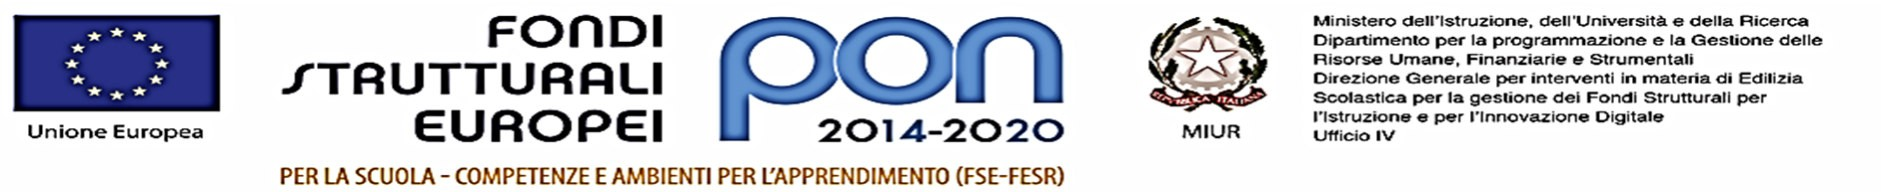 Unione Europea
FONDI
STRUTTURALI
EUROPEI
pon
2014-2020
PER LA SCUOLA - COMPETENZE E AMBIENTI PER L'APPRENDIMENTO (FSE-FESR)
REPUBBLICA ITALIANA
MIUR
Ministero dell'Istruzione, dell'Università e della Ricerca
Dipartimento per la programmazione e la Gestione delle
Risorse Umane, Finanziarie e Strumentali
Direzione Generale per interventi in materia di Edilizia
Scolastica per la gestione dei Fondi Strutturali per
l'Istruzione e per l'Innovazione Digitale
Ufficio IV